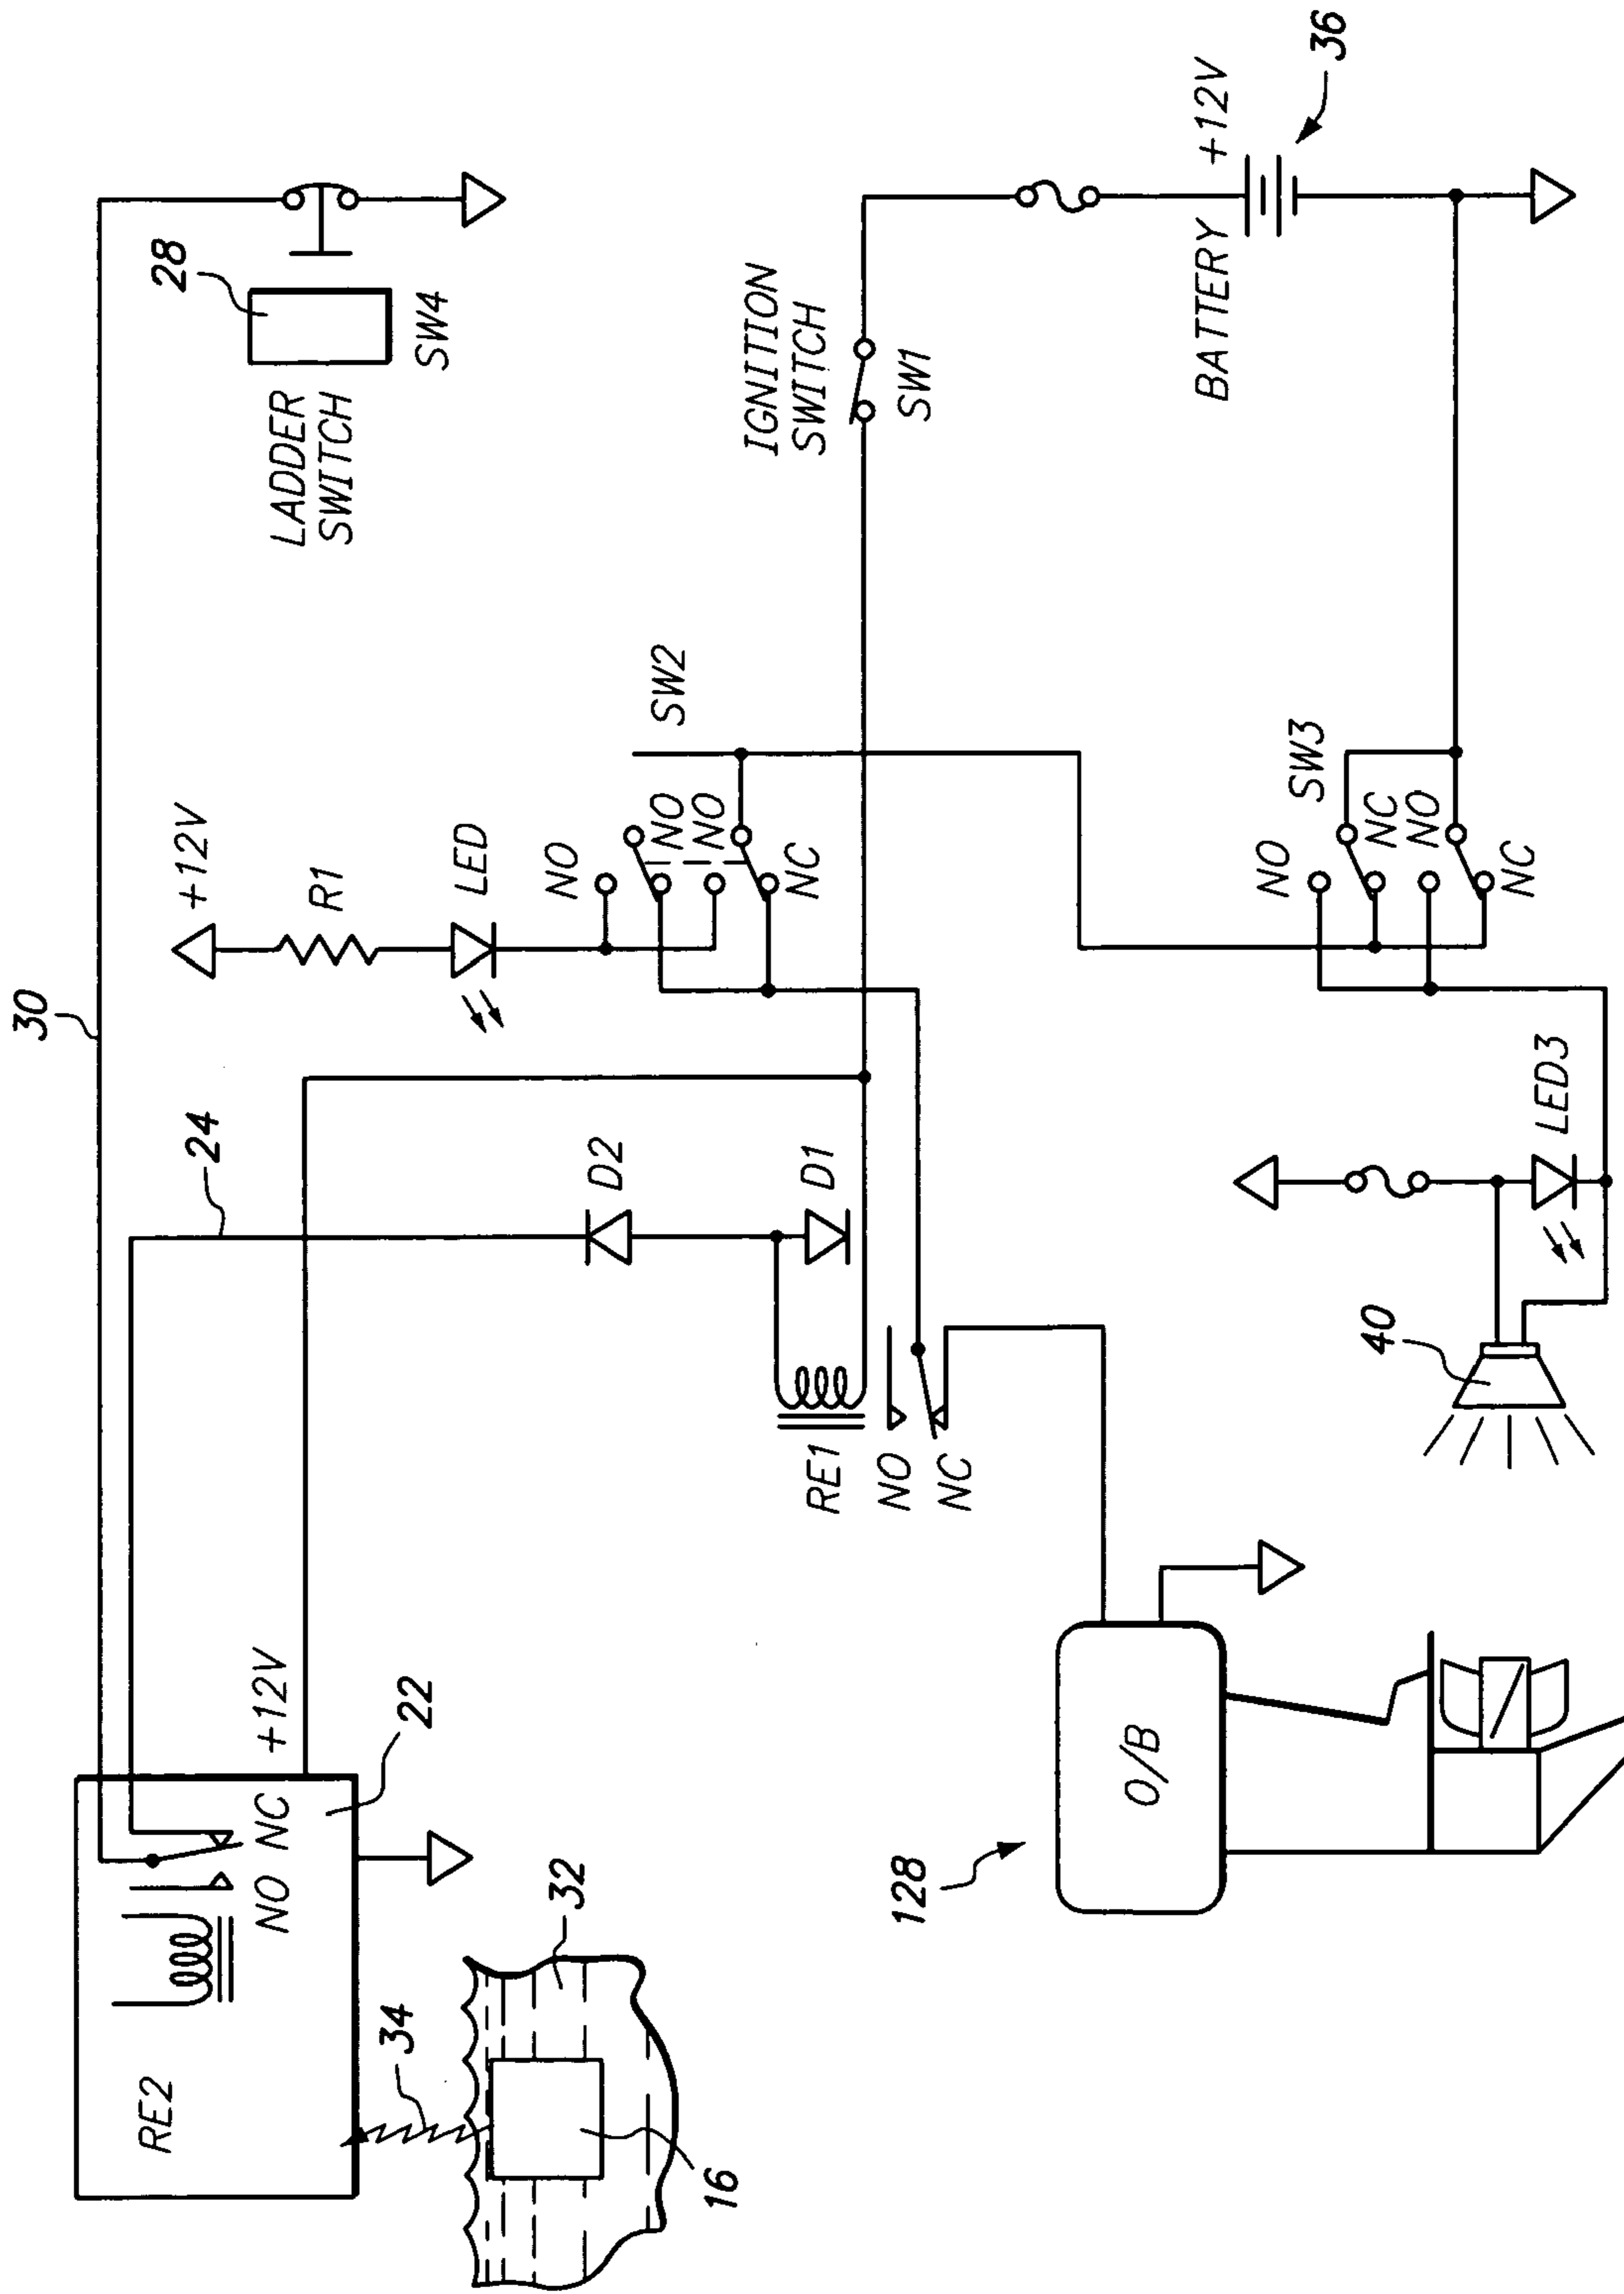 30
28
LADDER
SWITCH
SW4
+12V
R1
LED
NO
NO
NO
NC
SW2
IGNITION
SWITCH
SW1
BATTERY +12V
36
24
D2
D1
RE1
NO
NC
SW3
NO
NC
NO
NC
LED3
40
RE2
NO NC +12V
22
34
32
16
128
O/B